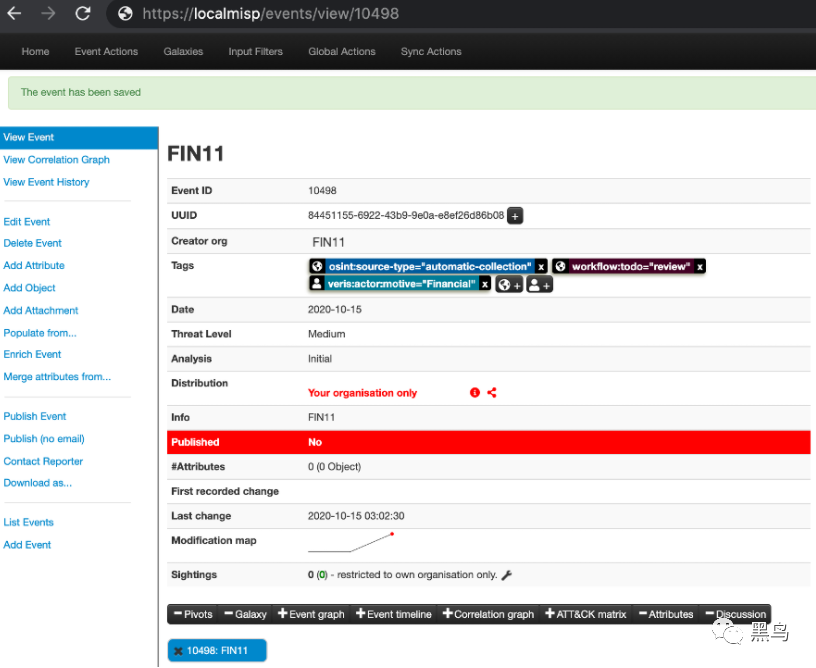 https://localmisp/events/view/10498
Home Event Actions Galaxies Input Filters Global Actions Sync Actions
The event has been saved
View Event
View Correlation Graph
View Event History
Edit Event
Delete Event
Add Attribute
Add Object
Add Attachment
Populate from...
Enrich Event
Merge attributes from...
Publish Event
Publish (no email)
Contact Reporter
Download as...
List Events
Add Event
FIN11
Event ID 10498
UUID 84451155-6922-43b9-9e0a-e8ef26d86b08 +
Creator org FIN11
Tags osint:source-type="automatic-collection" x workflow:todo="review" x
veris:actor:motive="Financial" x + +
Date 2020-10-15
Threat Level Medium
Analysis Initial
Distribution Your organisation only
Info FIN11
Published No
#Attributes 0 (0 Object)
First recorded change
Last change 2020-10-15 03:02:30
Modification map
Sightings 0 (0) - restricted to own organisation only.
−Pivots −Galaxy +Event graph +Event timeline +Correlation graph +ATT&CK matrix −Attributes −Discussion
黑鸟
× 10498: FIN11